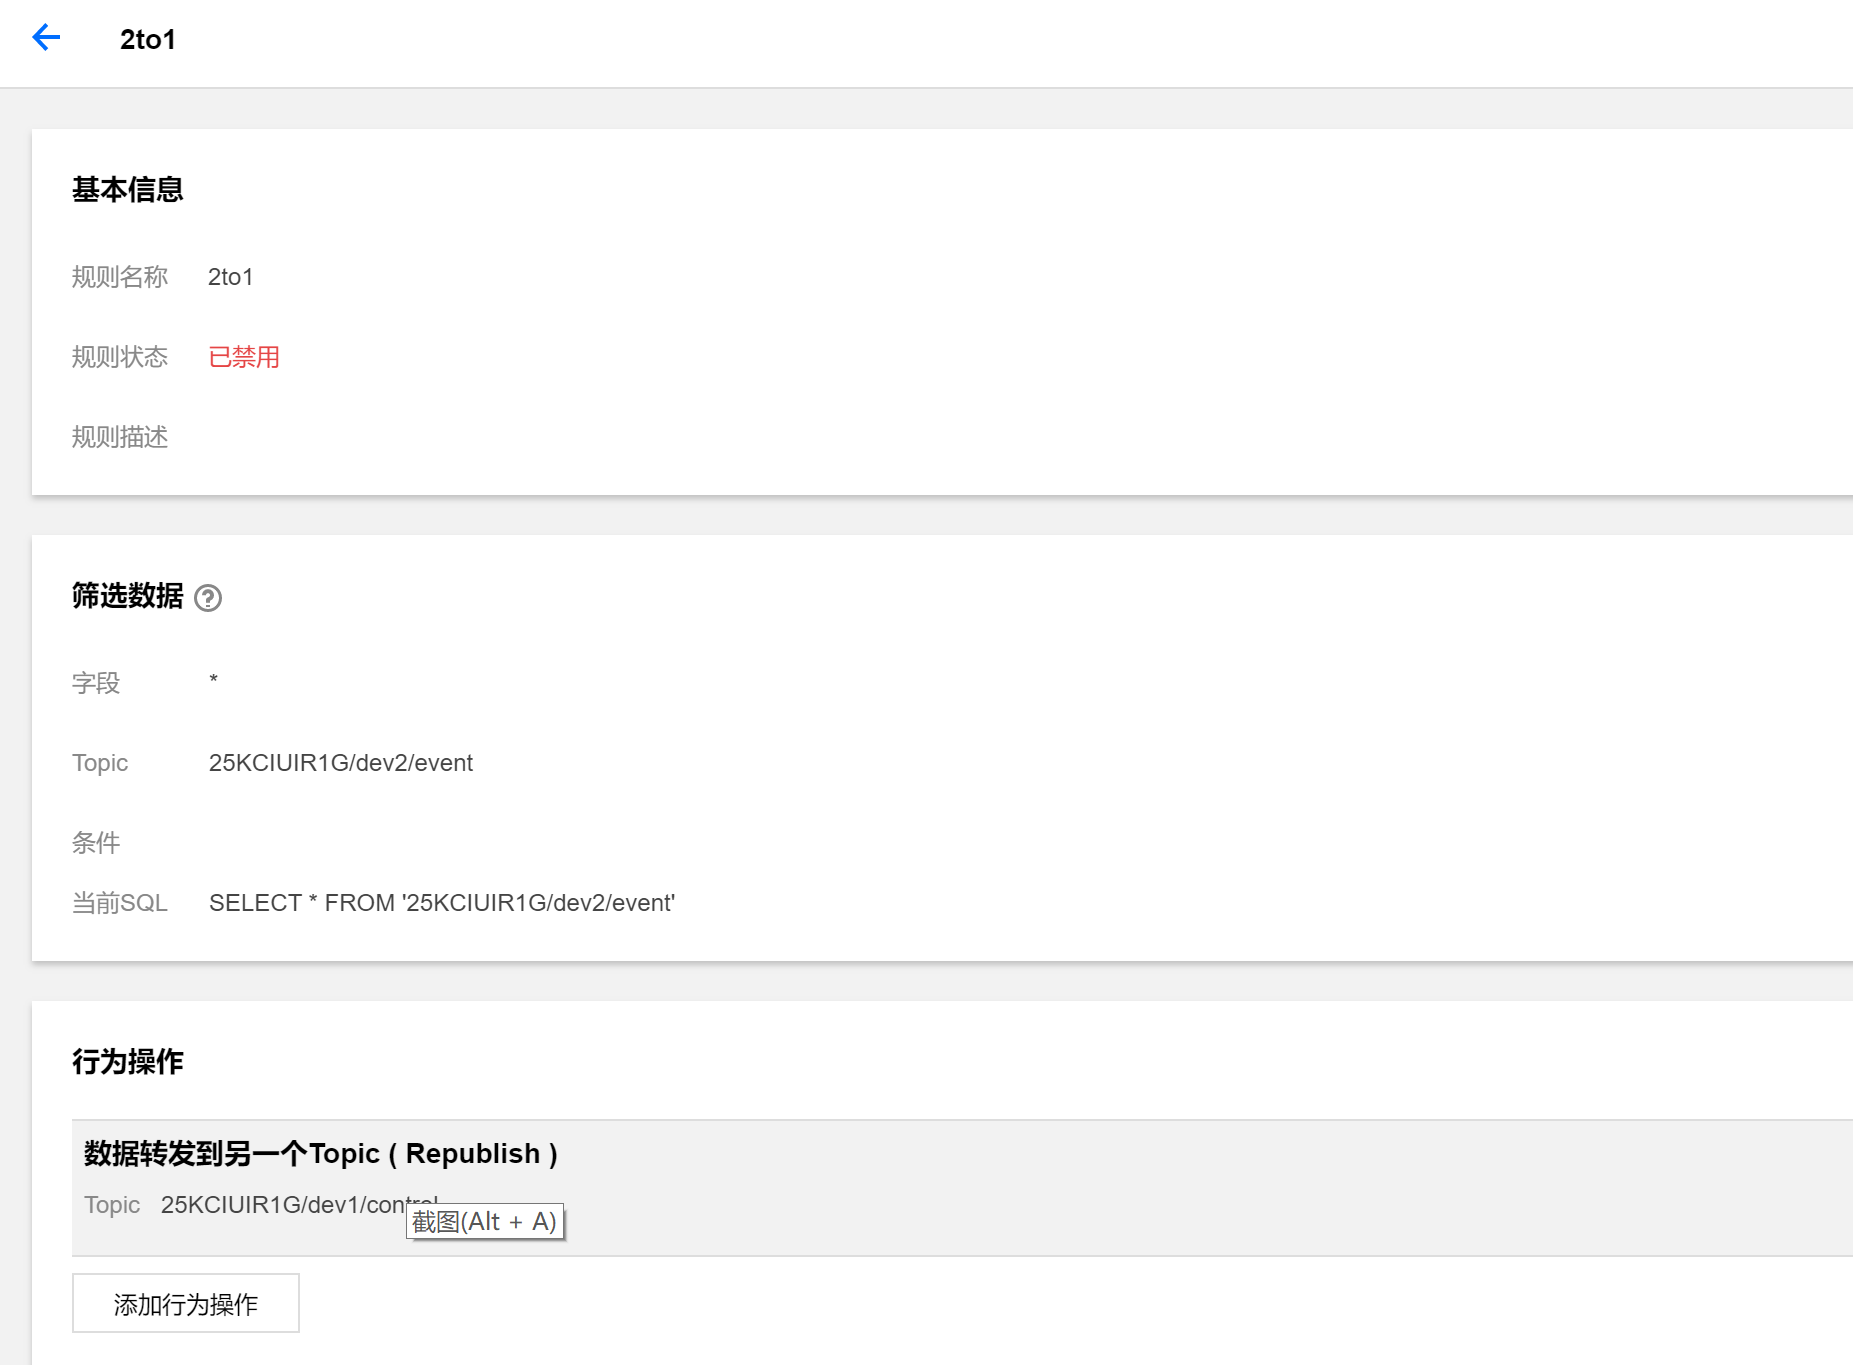 2to1
基本信息
规则名称 2to1
规则状态 已禁用
规则描述
筛选数据 ?
字段 *
Topic 25KCIUIR1G/dev2/event
条件
当前SQL SELECT * FROM '25KCIUIR1G/dev2/event'
行为操作
数据转发到另一个Topic ( Republish )
Topic 25KCIUIR1G/dev1/control
截图(Alt + A)
添加行为操作